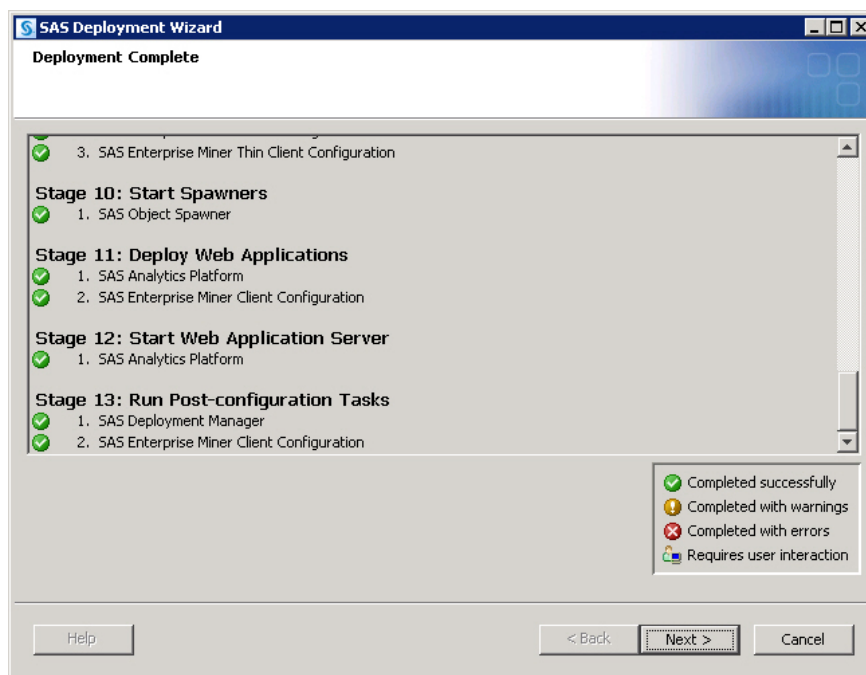 SAS Deployment Wizard
Deployment Complete
3. SAS Enterprise Miner Thin Client Configuration
Stage 10: Start Spawners
1. SAS Object Spawner
Stage 11: Deploy Web Applications
1. SAS Analytics Platform
2. SAS Enterprise Miner Client Configuration
Stage 12: Start Web Application Server
1. SAS Analytics Platform
Stage 13: Run Post-configuration Tasks
1. SAS Deployment Manager
2. SAS Enterprise Miner Client Configuration
Completed successfully
Completed with warnings
Completed with errors
Requires user interaction
Help
< Back
Next >
Cancel